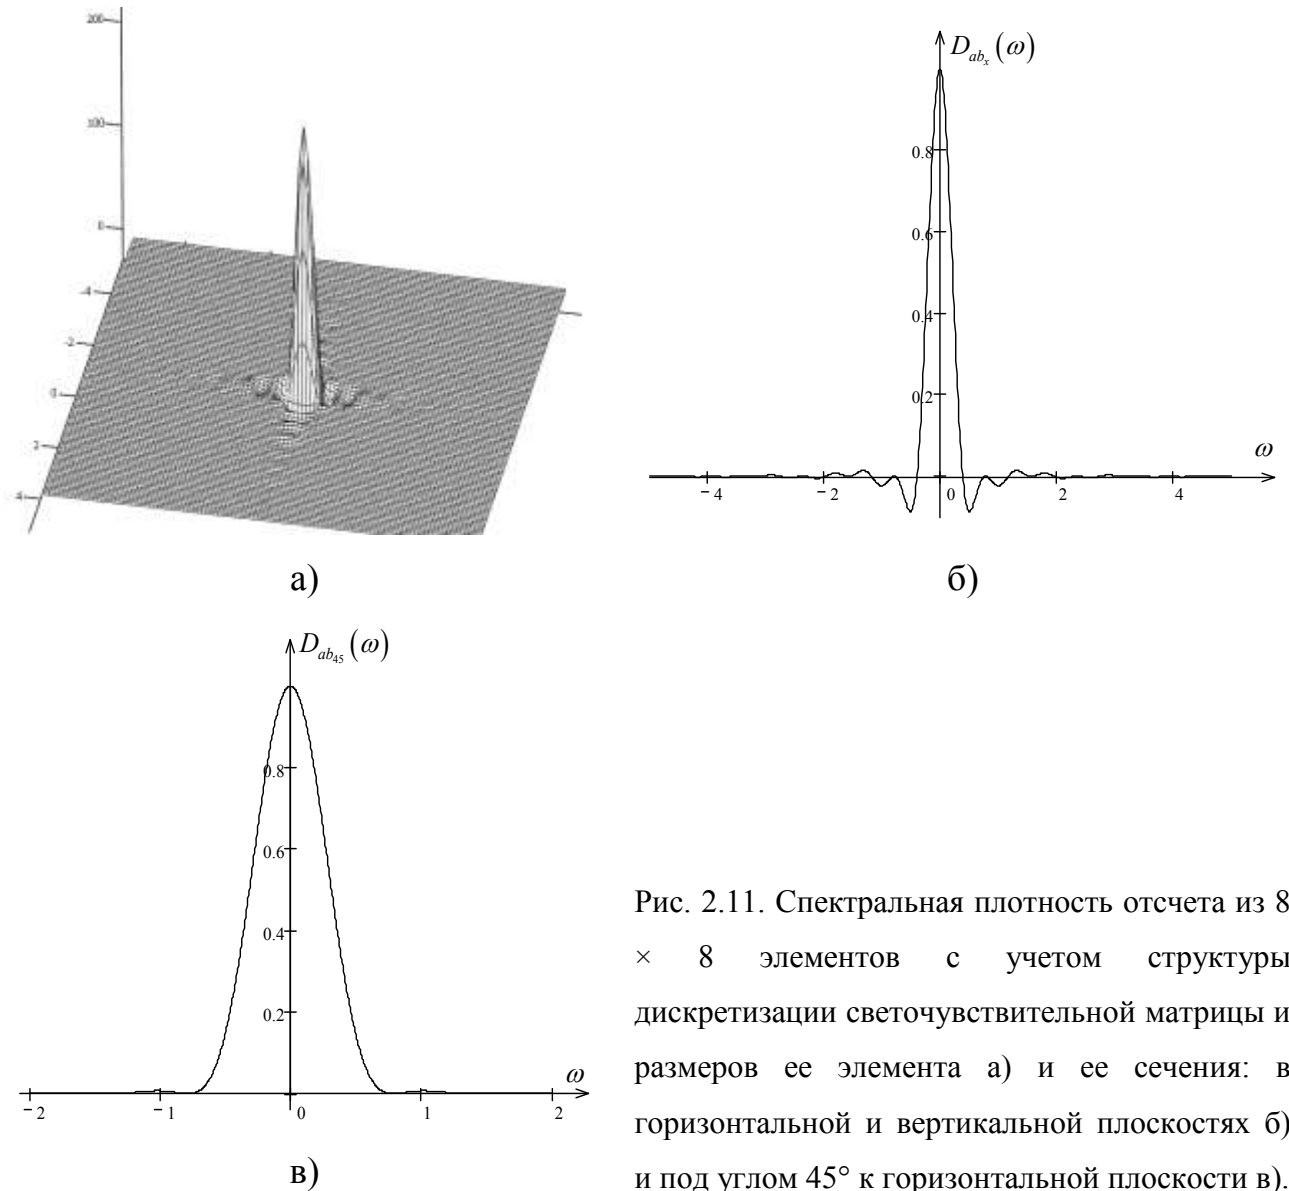 200
100
0
-4
-2
0
2
4
а)
D_{ab_x}(ω)
0.8
0.6
0.4
0.2
ω
−4 −2 0 2 4
б)
D_{ab_{45}}(ω)
0.8
0.6
0.4
0.2
ω
−2 −1 0 1 2
в)
Рис. 2.11. Спектральная плотность отсчета из 8
× 8 элементов с учетом структуры
дискретизации светочувствительной матрицы и
размеров ее элемента а) и ее сечения: в
горизонтальной и вертикальной плоскостях б)
и под углом 45° к горизонтальной плоскости в).